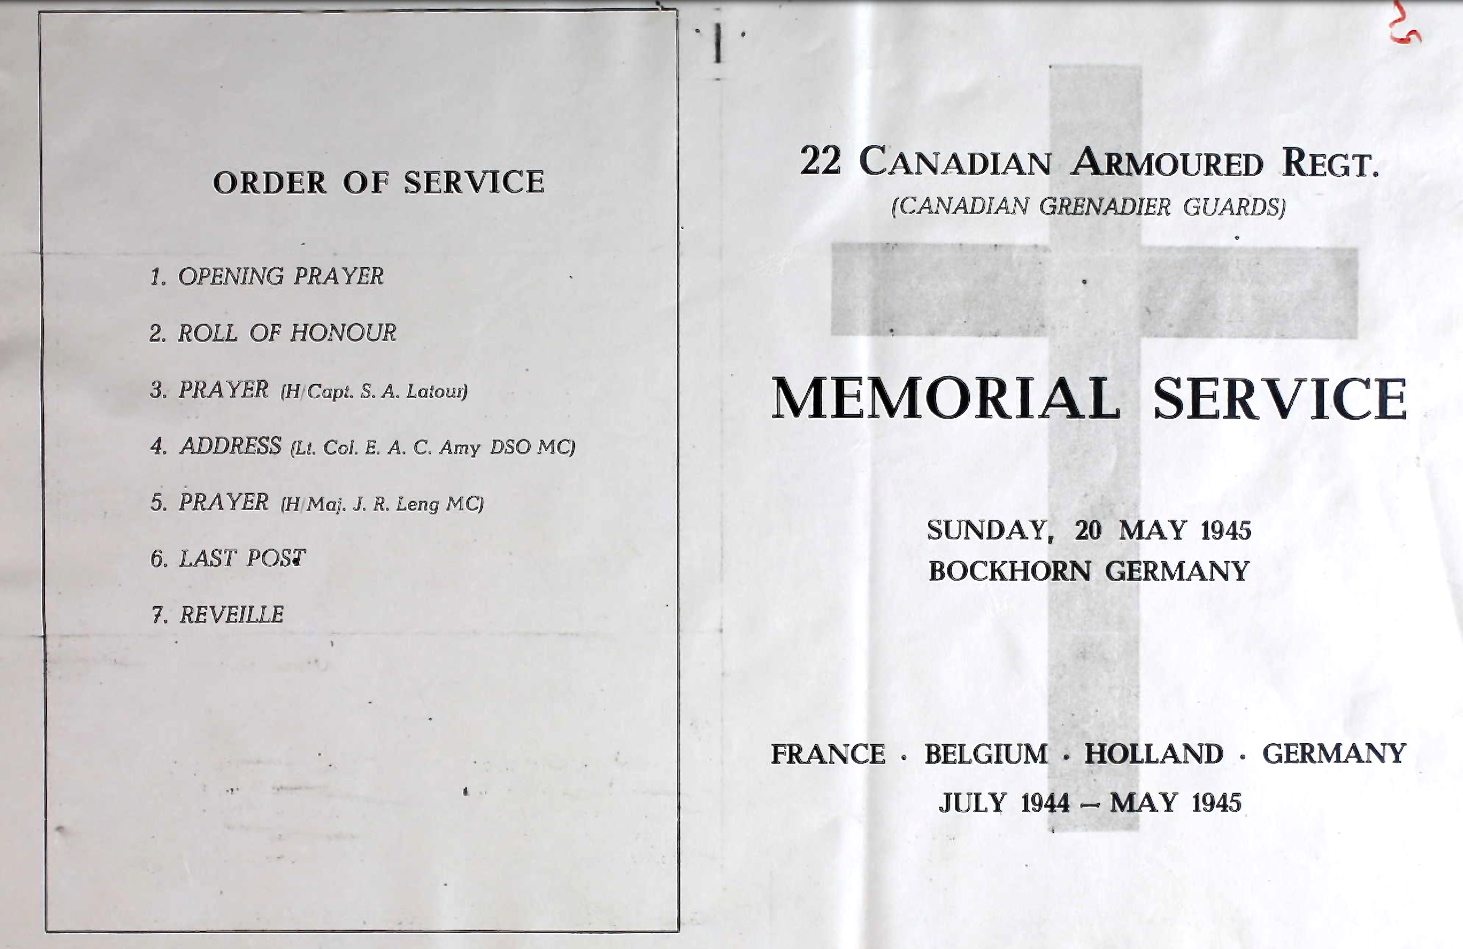 ORDER OF SERVICE
1. OPENING PRAYER
2. ROLL OF HONOUR
3. PRAYER (H/Capt. S. A. Latour)
4. ADDRESS (Lt. Col. E. A. C. Amy DSO MC)
5. PRAYER (H/Maj. J. R. Leng MC)
6. LAST POST
7. REVEILLE
22 CANADIAN ARMOURED REGT.
(CANADIAN GRENADIER GUARDS)
MEMORIAL SERVICE
SUNDAY, 20 MAY 1945
BOCKHORN GERMANY
FRANCE · BELGIUM · HOLLAND · GERMANY
JULY 1944 – MAY 1945